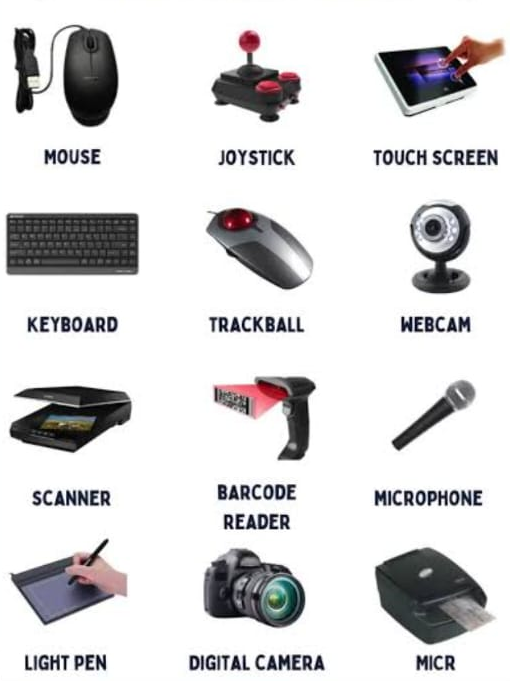 MOUSE
JOYSTICK
TOUCH SCREEN
KEYBOARD
TRACKBALL
WEBCAM
SCANNER
BARCODE
READER
MICROPHONE
LIGHT PEN
DIGITAL CAMERA
MICR